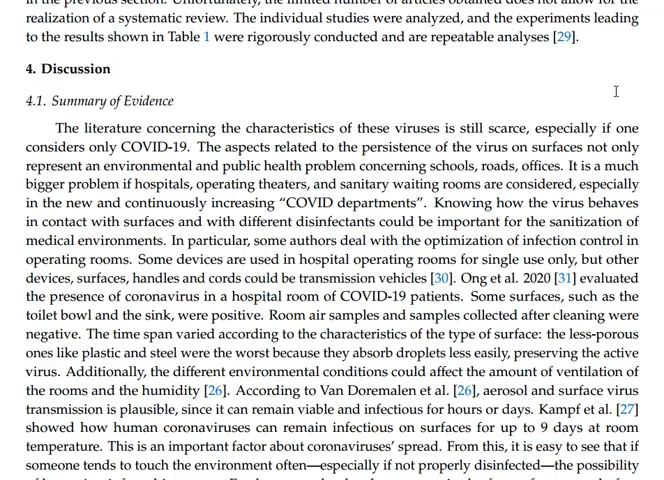 in the previous section. Unfortunately, the limited number of articles obtained does not allow for the
realization of a systematic review. The individual studies were analyzed, and the experiments leading
to the results shown in Table 1 were rigorously conducted and are repeatable analyses [29].
4. Discussion
4.1. Summary of Evidence
The literature concerning the characteristics of these viruses is still scarce, especially if one
considers only COVID-19. The aspects related to the persistence of the virus on surfaces not only
represent an environmental and public health problem concerning schools, roads, offices. It is a much
bigger problem if hospitals, operating theaters, and sanitary waiting rooms are considered, especially
in the new and continuously increasing “COVID departments”. Knowing how the virus behaves
in contact with surfaces and with different disinfectants could be important for the sanitization of
medical environments. In particular, some authors deal with the optimization of infection control in
operating rooms. Some devices are used in hospital operating rooms for single use only, but other
devices, surfaces, handles and cords could be transmission vehicles [30]. Ong et al. 2020 [31] evaluated
the presence of coronavirus in a hospital room of COVID-19 patients. Some surfaces, such as the
toilet bowl and the sink, were positive. Room air samples and samples collected after cleaning were
negative. The time span varied according to the characteristics of the type of surface: the less-porous
ones like plastic and steel were the worst because they absorb droplets less easily, preserving the active
virus. Additionally, the different environmental conditions could affect the amount of ventilation of
the rooms and the humidity [26]. According to Van Doremalen et al. [26], aerosol and surface virus
transmission is plausible, since it can remain viable and infectious for hours or days. Kampf et al. [27]
showed how human coronaviruses can remain infectious on surfaces for up to 9 days at room
temperature. This is an important factor about coronaviruses’ spread. From this, it is easy to see that if
someone tends to touch the environment often—especially if not properly disinfected—the possibility